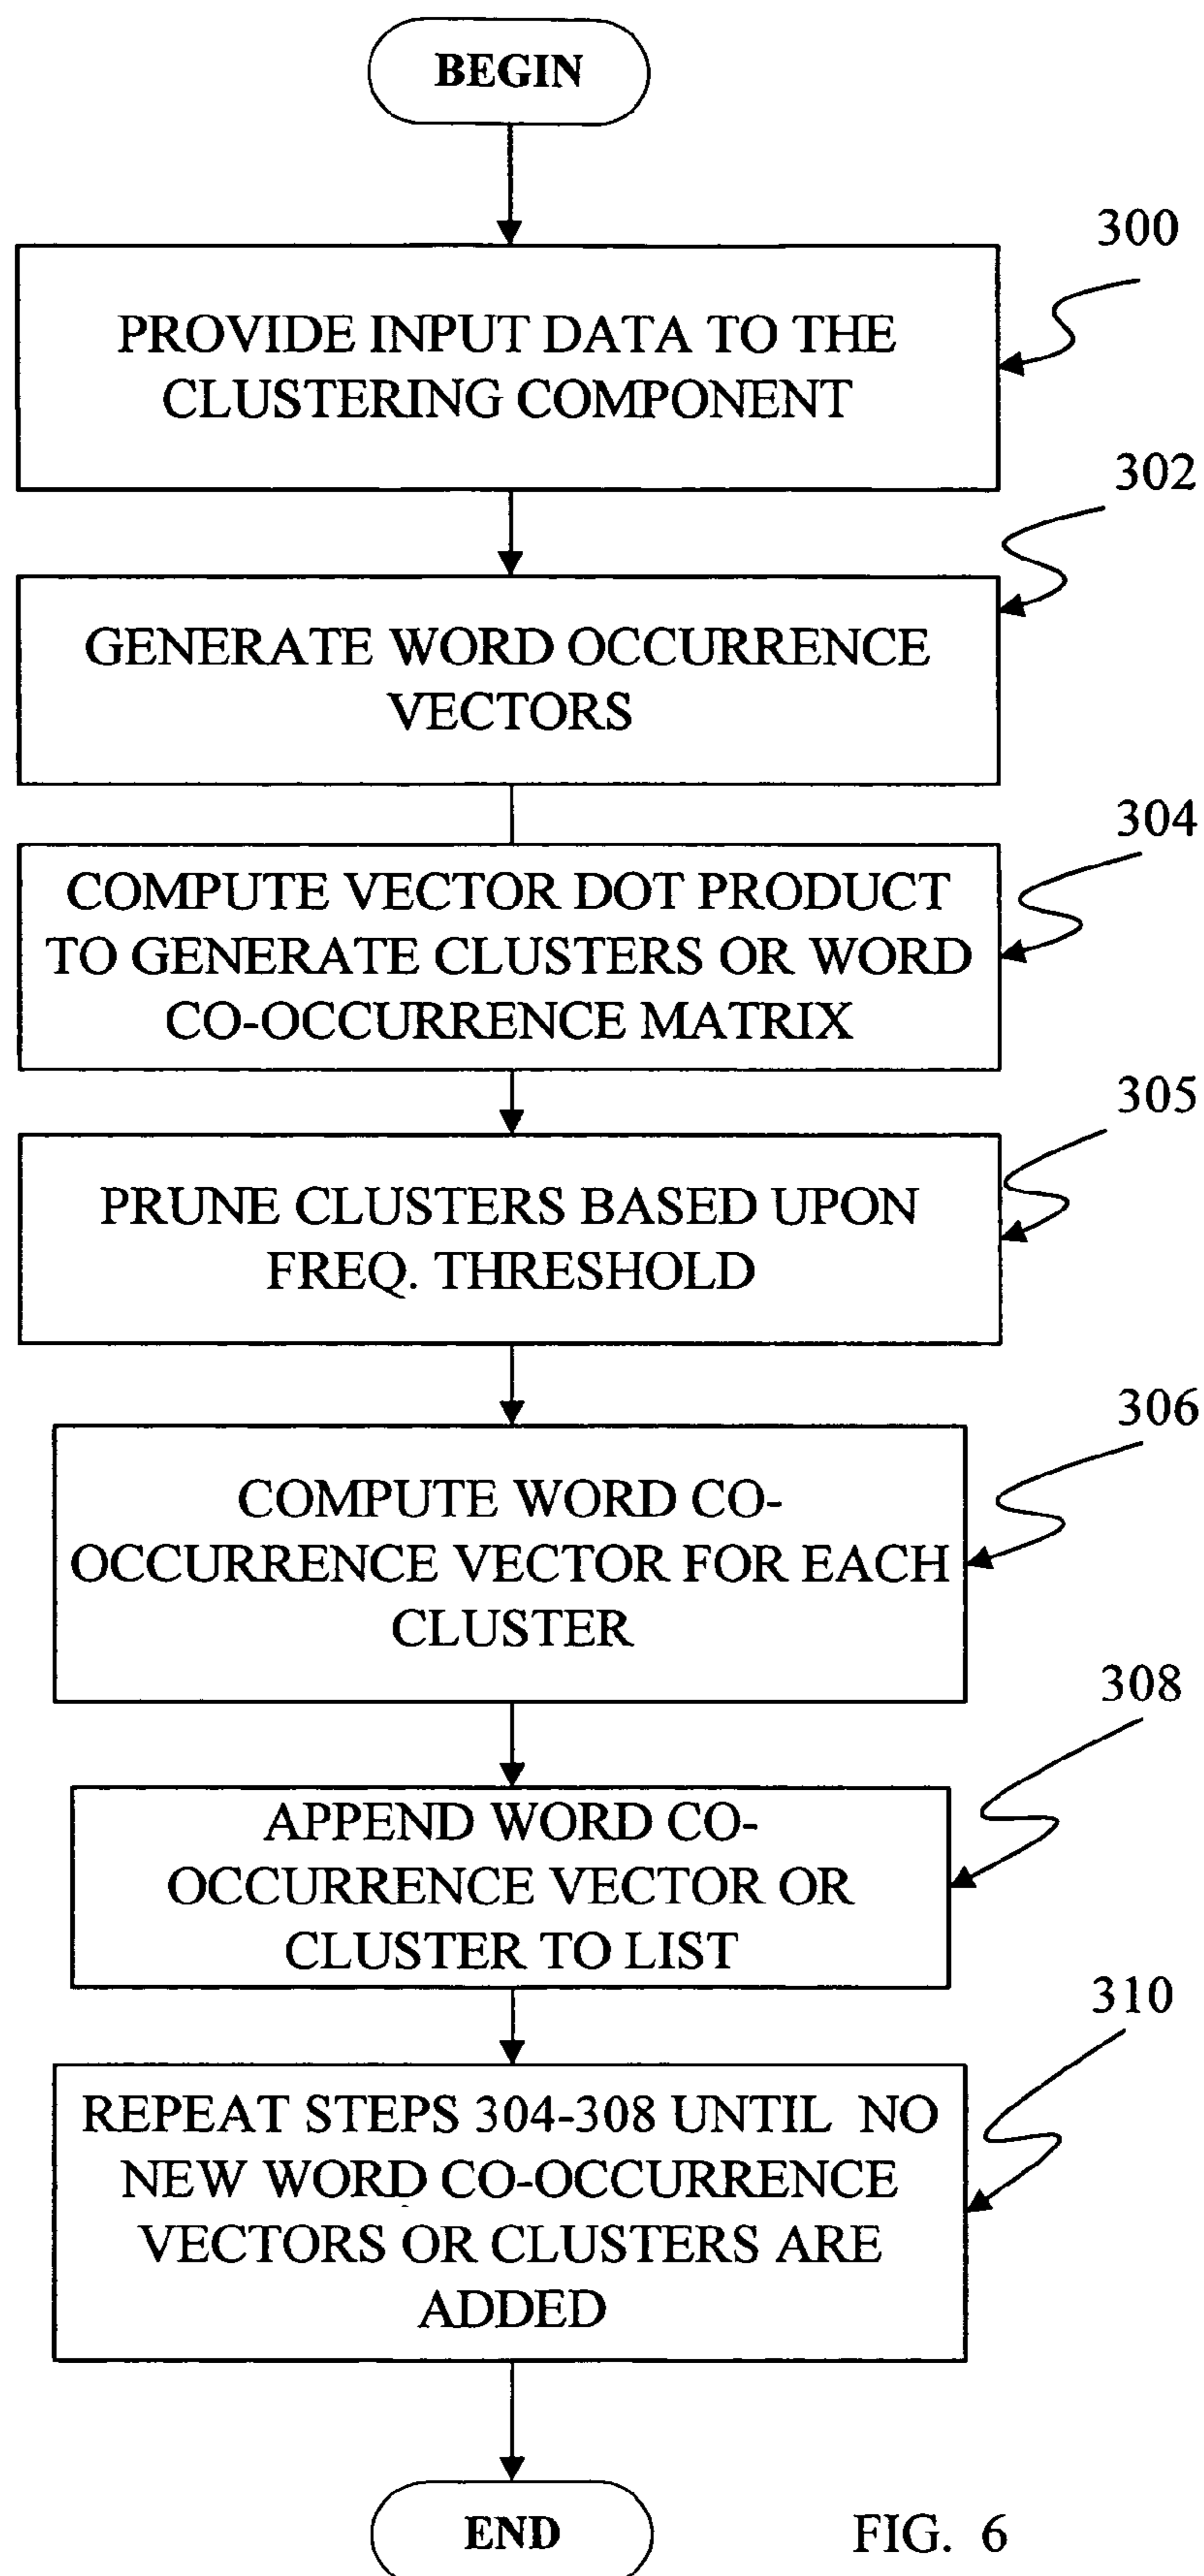 BEGIN
300
PROVIDE INPUT DATA TO THE
CLUSTERING COMPONENT
302
GENERATE WORD OCCURRENCE
VECTORS
304
COMPUTE VECTOR DOT PRODUCT
TO GENERATE CLUSTERS OR WORD
CO-OCCURRENCE MATRIX
305
PRUNE CLUSTERS BASED UPON
FREQ. THRESHOLD
306
COMPUTE WORD CO-
OCCURRENCE VECTOR FOR EACH
CLUSTER
308
APPEND WORD CO-
OCCURRENCE VECTOR OR
CLUSTER TO LIST
310
REPEAT STEPS 304-308 UNTIL NO
NEW WORD CO-OCCURRENCE
VECTORS OR CLUSTERS ARE
ADDED
END
FIG. 6